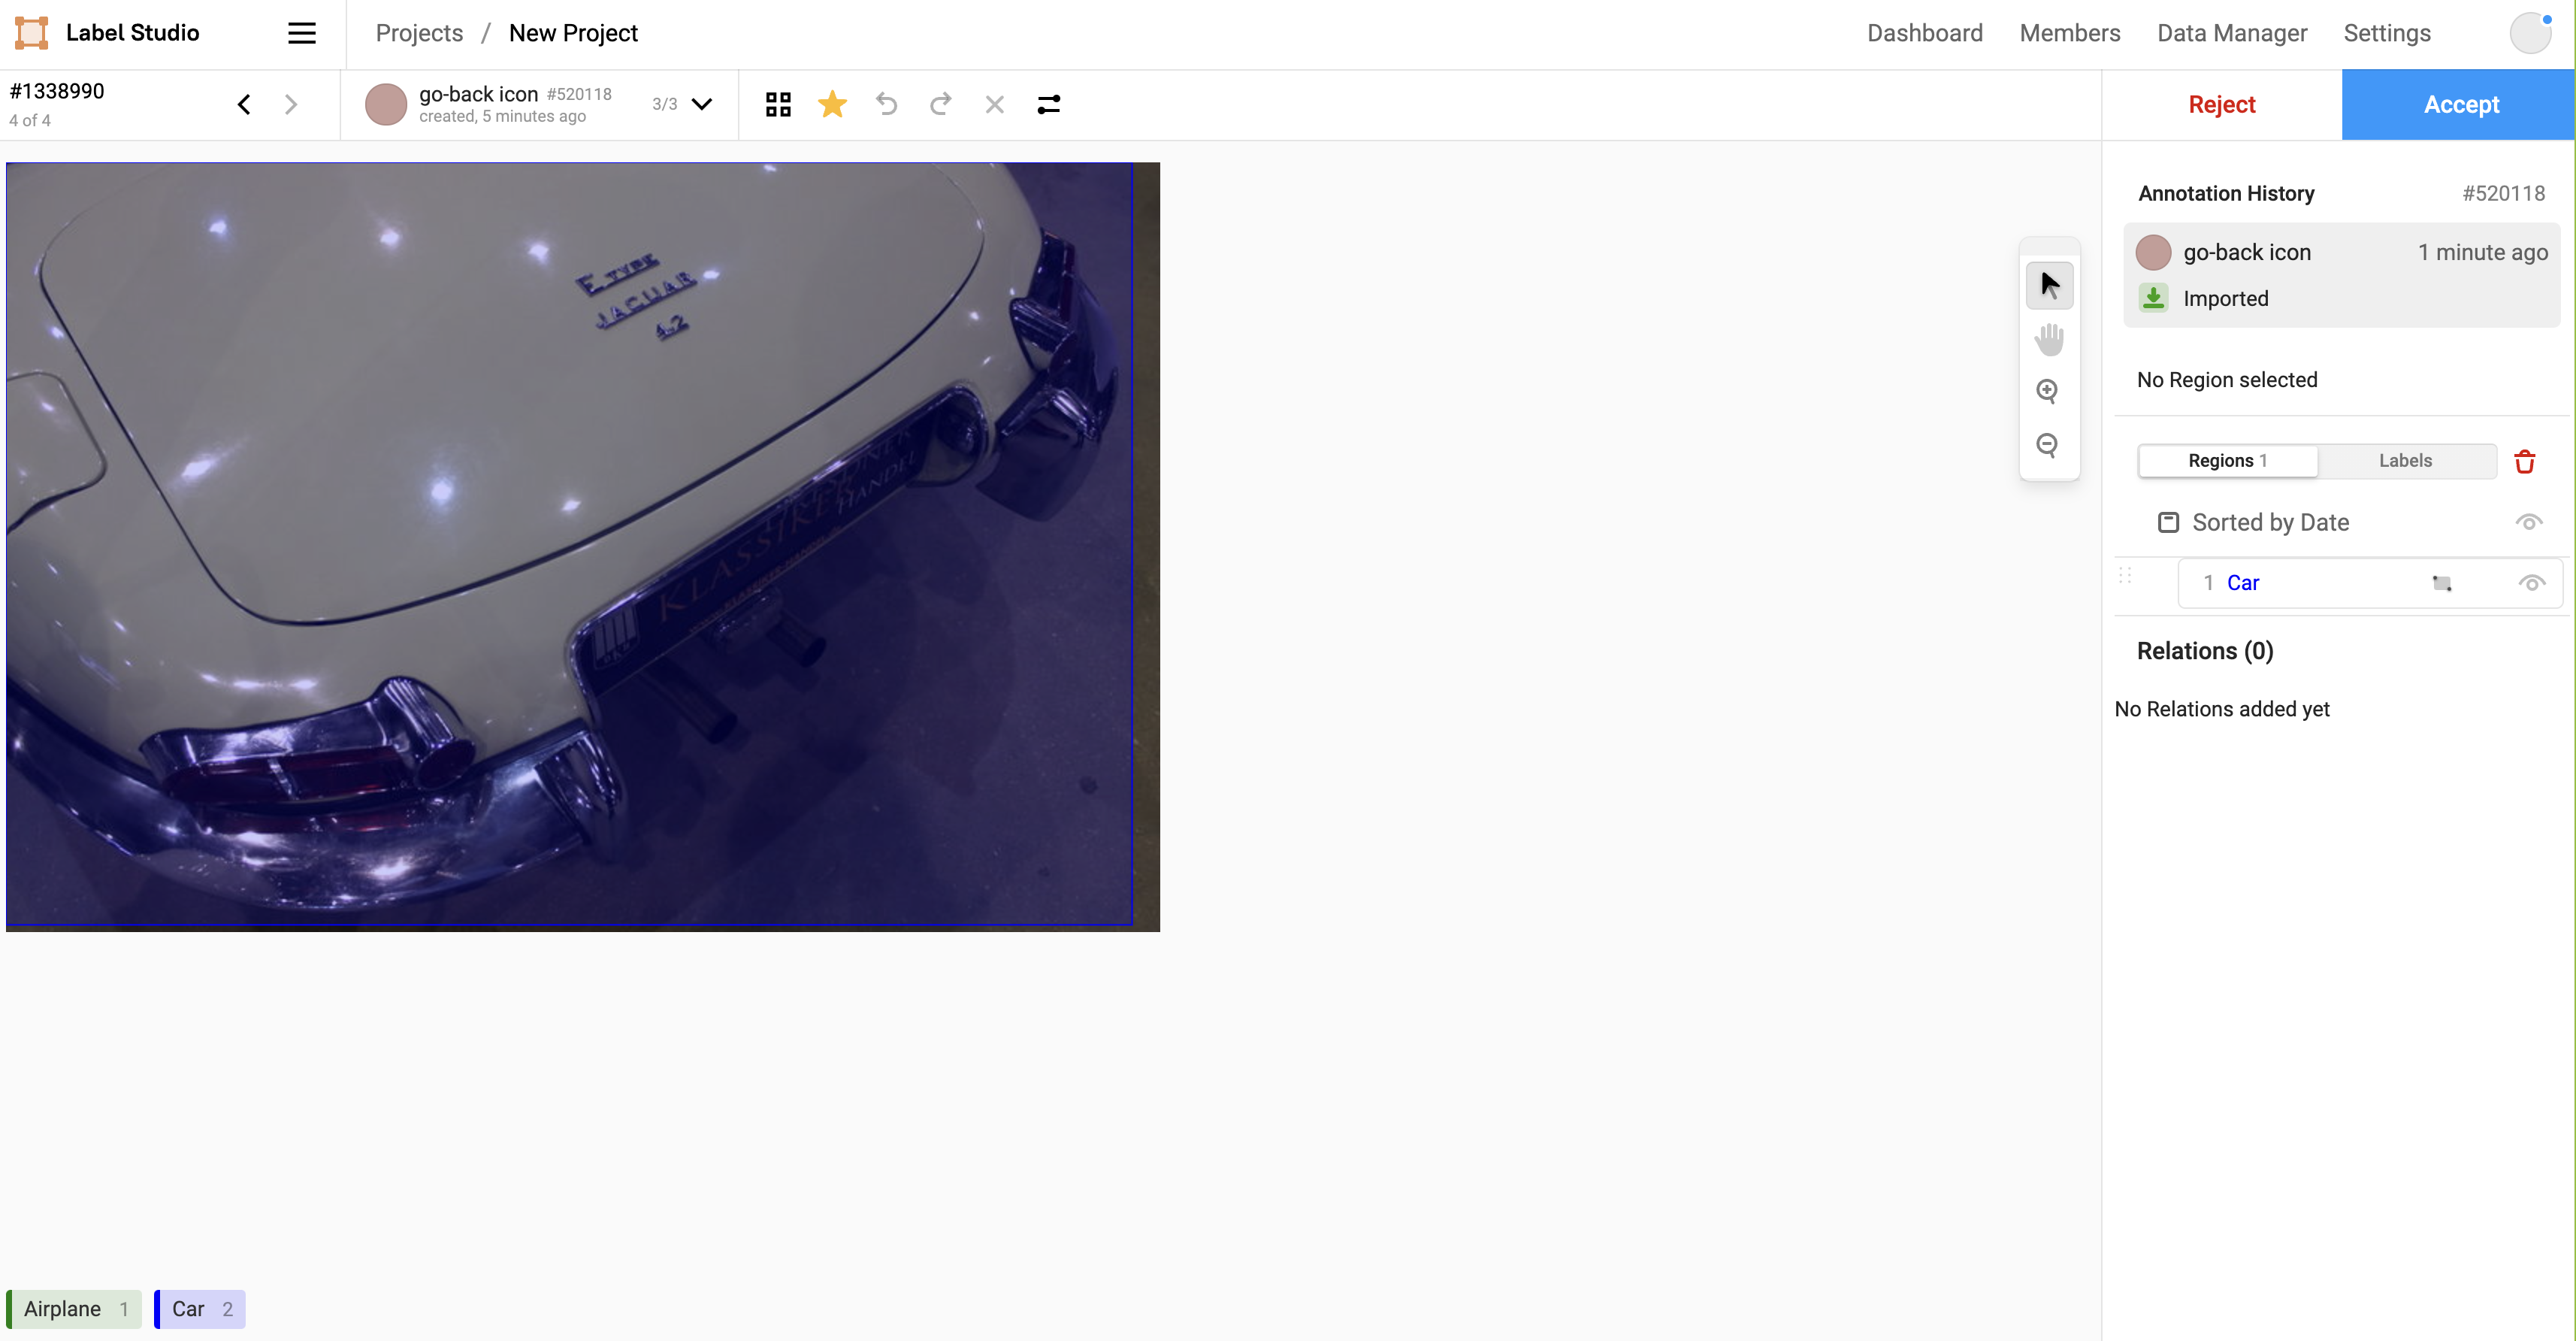 Label Studio
Projects / New Project
Dashboard
Members
Data Manager
Settings
#1338990
4 of 4
go-back icon #520118
created, 5 minutes ago
3/3
Reject
Accept
E TYPE
JAGUAR
4.2
KLASSIKER
HANDEL
Annotation History
#520118
go-back icon
1 minute ago
Imported
No Region selected
Regions 1
Labels
Sorted by Date
1 Car
Relations (0)
No Relations added yet
Airplane 1
Car 2